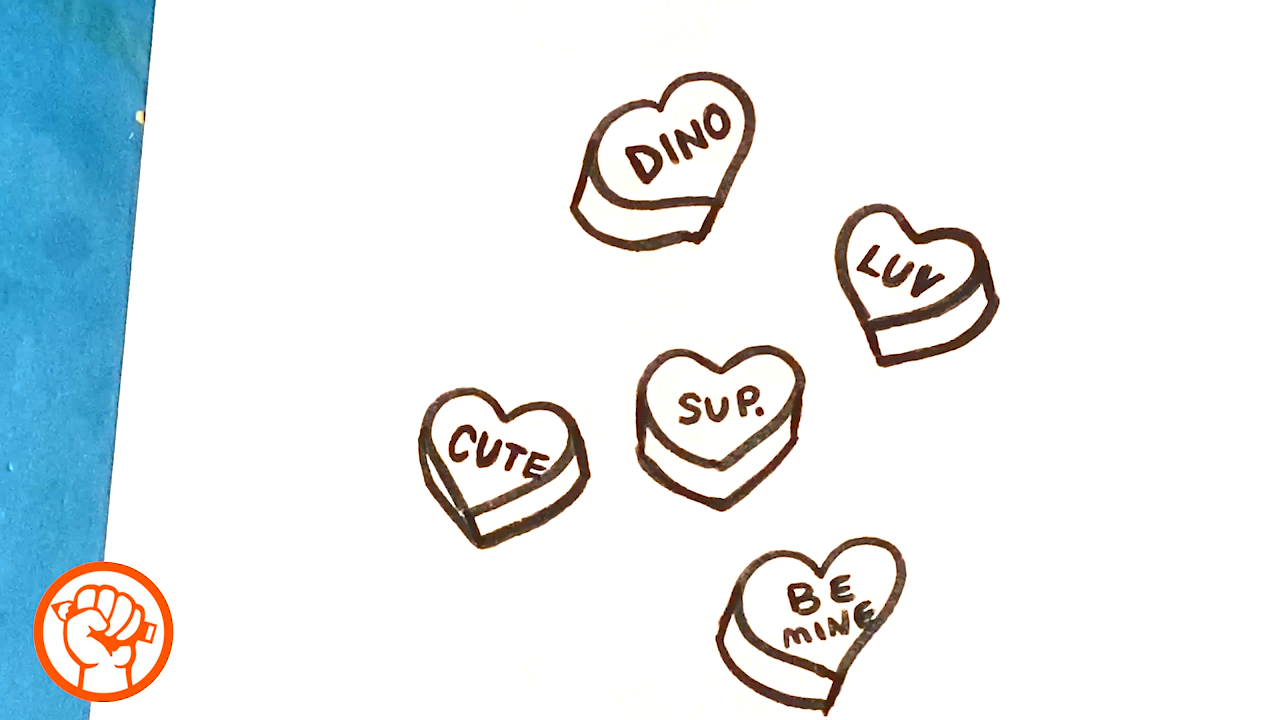 DINO
LUV
SUP.
CUTE
BE
MINE